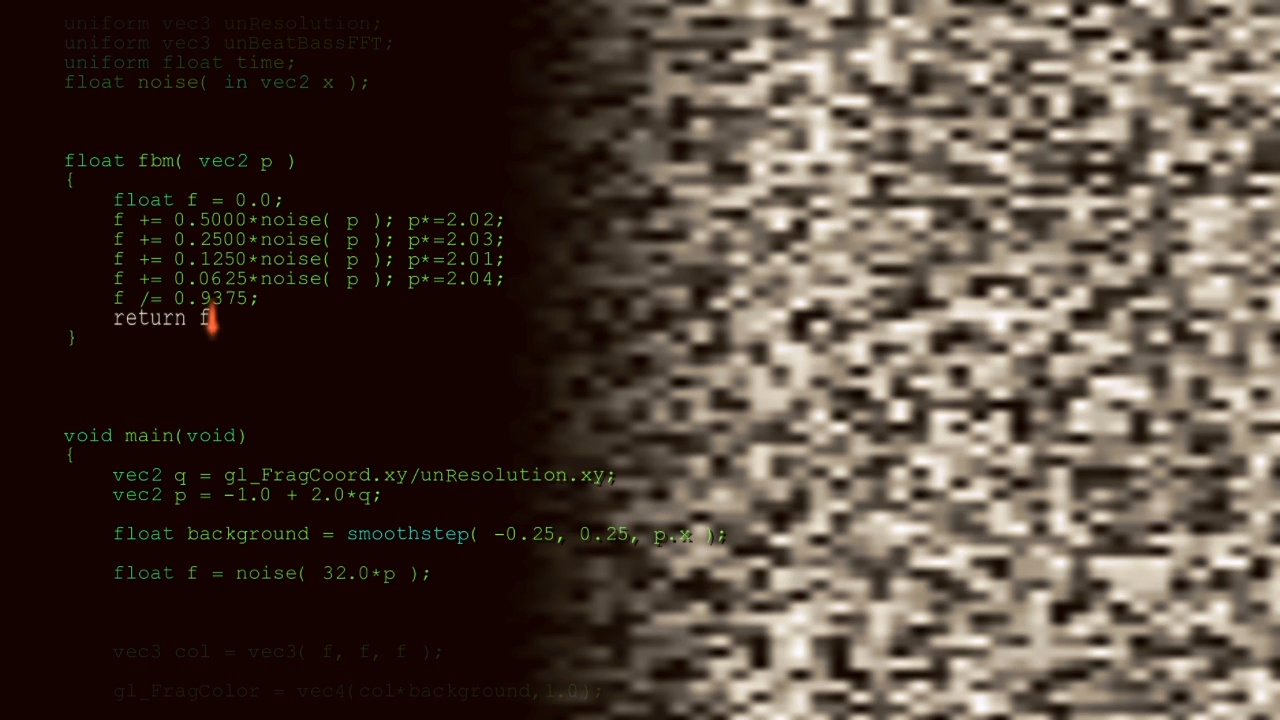 uniform vec3 unResolution;
uniform vec3 unBeatBassFFT;
uniform float time;
float noise( in vec2 x );
float fbm( vec2 p )
{
float f = 0.0;
f += 0.5000*noise( p ); p*=2.02;
f += 0.2500*noise( p ); p*=2.03;
f += 0.1250*noise( p ); p*=2.01;
f += 0.0625*noise( p ); p*=2.04;
f /= 0.9375;
return f
}
void main(void)
{
vec2 q = gl_FragCoord.xy/unResolution.xy;
vec2 p = -1.0 + 2.0*q;
float background = smoothstep( -0.25, 0.25, p.x );
float f = noise( 32.0*p );
vec3 col = vec3( f, f, f );
gl_FragColor = vec4(col*background,1.0);